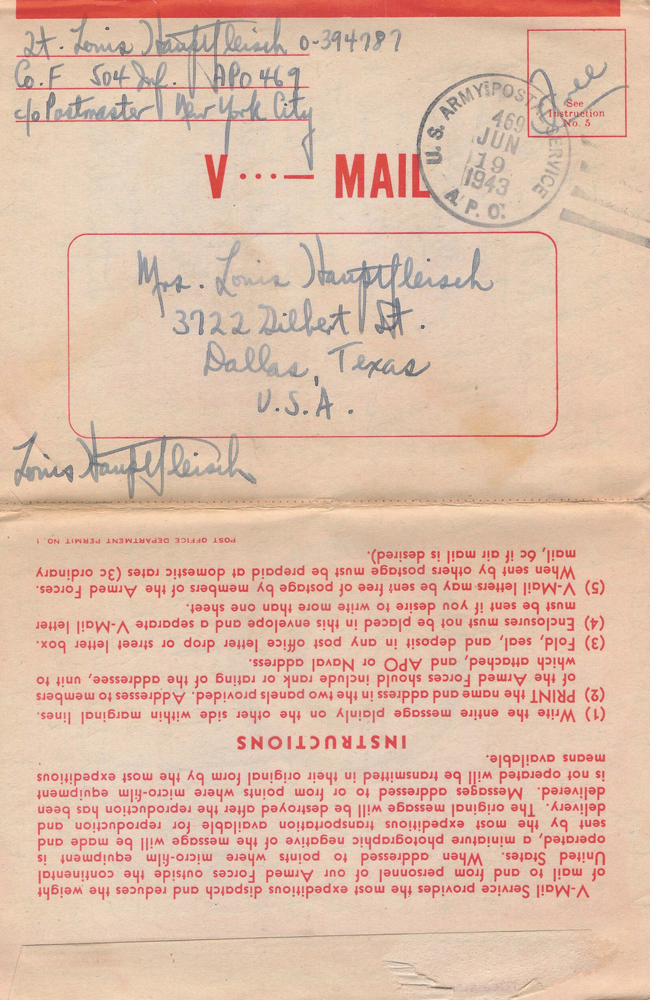 Lt. Louis Hauptfleisch O-394787
Co. F 504 Inf. APO 469
c/o Postmaster New York City
Free
See
Instruction
No. 5
U. S. ARMY POSTAL SERVICE
469
JUN
19
1943
A. P. O.
V ...— MAIL
Mrs. Louis Hauptfleisch
3722 Gilbert St.
Dallas, Texas
U.S.A.
Louis Hauptfleisch
POST OFFICE DEPARTMENT PERMIT NO. 1
V-Mail Service provides the most expeditious dispatch and reduces the weight
of mail to and from personnel of our Armed Forces outside the continental
United States. When addressed to points where micro-film equipment is
operated, a miniature photographic negative of the message will be made and
sent by the most expeditious transportation available for reproduction and
delivery. The original message will be destroyed after the reproduction has been
delivered. Messages addressed to or from points where micro-film equipment
is not operated will be transmitted in their original form by the most expeditious
means available.
INSTRUCTIONS
(1) Write the entire message plainly on the other side within marginal lines.
(2) PRINT the name and address in the two panels provided. Addresses to members
of the Armed Forces should include rank or rating of the addressee, unit to
which attached, and APO or Naval address.
(3) Fold, seal, and deposit in any post office letter drop or street letter box.
(4) Enclosures must not be placed in this envelope and a separate V-Mail letter
must be sent if you desire to write more than one sheet.
(5) V-Mail letters may be sent free of postage by members of the Armed Forces.
When sent by others postage must be prepaid at domestic rates (3c ordinary
mail, 6c if air mail is desired).